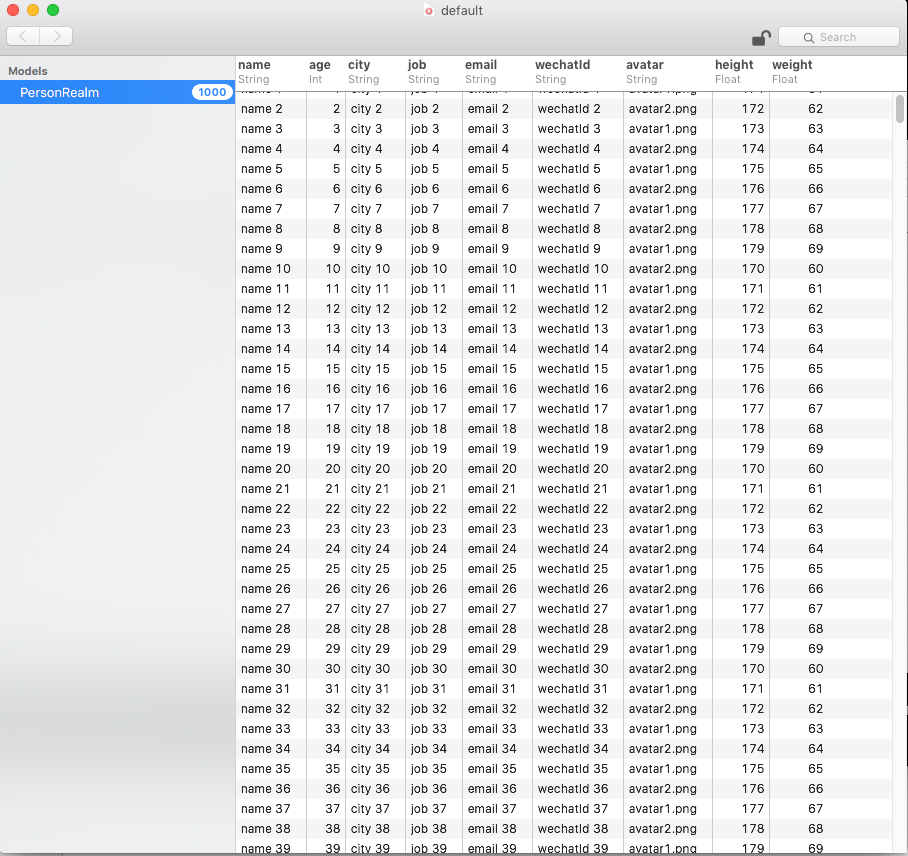 default
Search
Models
PersonRealm 1000
name age city job email wechatId avatar height weight
String Int String String String String String Float Float
name 2 2 city 2 job 2 email 2 wechatId 2 avatar2.png 172 62
name 3 3 city 3 job 3 email 3 wechatId 3 avatar1.png 173 63
name 4 4 city 4 job 4 email 4 wechatId 4 avatar2.png 174 64
name 5 5 city 5 job 5 email 5 wechatId 5 avatar1.png 175 65
name 6 6 city 6 job 6 email 6 wechatId 6 avatar2.png 176 66
name 7 7 city 7 job 7 email 7 wechatId 7 avatar1.png 177 67
name 8 8 city 8 job 8 email 8 wechatId 8 avatar2.png 178 68
name 9 9 city 9 job 9 email 9 wechatId 9 avatar1.png 179 69
name 10 10 city 10 job 10 email 10 wechatId 10 avatar2.png 170 60
name 11 11 city 11 job 11 email 11 wechatId 11 avatar1.png 171 61
name 12 12 city 12 job 12 email 12 wechatId 12 avatar2.png 172 62
name 13 13 city 13 job 13 email 13 wechatId 13 avatar1.png 173 63
name 14 14 city 14 job 14 email 14 wechatId 14 avatar2.png 174 64
name 15 15 city 15 job 15 email 15 wechatId 15 avatar1.png 175 65
name 16 16 city 16 job 16 email 16 wechatId 16 avatar2.png 176 66
name 17 17 city 17 job 17 email 17 wechatId 17 avatar1.png 177 67
name 18 18 city 18 job 18 email 18 wechatId 18 avatar2.png 178 68
name 19 19 city 19 job 19 email 19 wechatId 19 avatar1.png 179 69
name 20 20 city 20 job 20 email 20 wechatId 20 avatar2.png 170 60
name 21 21 city 21 job 21 email 21 wechatId 21 avatar1.png 171 61
name 22 22 city 22 job 22 email 22 wechatId 22 avatar2.png 172 62
name 23 23 city 23 job 23 email 23 wechatId 23 avatar1.png 173 63
name 24 24 city 24 job 24 email 24 wechatId 24 avatar2.png 174 64
name 25 25 city 25 job 25 email 25 wechatId 25 avatar1.png 175 65
name 26 26 city 26 job 26 email 26 wechatId 26 avatar2.png 176 66
name 27 27 city 27 job 27 email 27 wechatId 27 avatar1.png 177 67
name 28 28 city 28 job 28 email 28 wechatId 28 avatar2.png 178 68
name 29 29 city 29 job 29 email 29 wechatId 29 avatar1.png 179 69
name 30 30 city 30 job 30 email 30 wechatId 30 avatar2.png 170 60
name 31 31 city 31 job 31 email 31 wechatId 31 avatar1.png 171 61
name 32 32 city 32 job 32 email 32 wechatId 32 avatar2.png 172 62
name 33 33 city 33 job 33 email 33 wechatId 33 avatar1.png 173 63
name 34 34 city 34 job 34 email 34 wechatId 34 avatar2.png 174 64
name 35 35 city 35 job 35 email 35 wechatId 35 avatar1.png 175 65
name 36 36 city 36 job 36 email 36 wechatId 36 avatar2.png 176 66
name 37 37 city 37 job 37 email 37 wechatId 37 avatar1.png 177 67
name 38 38 city 38 job 38 email 38 wechatId 38 avatar2.png 178 68
name 39 39 city 39 job 39 email 39 wechatId 39 avatar1.png 179 69